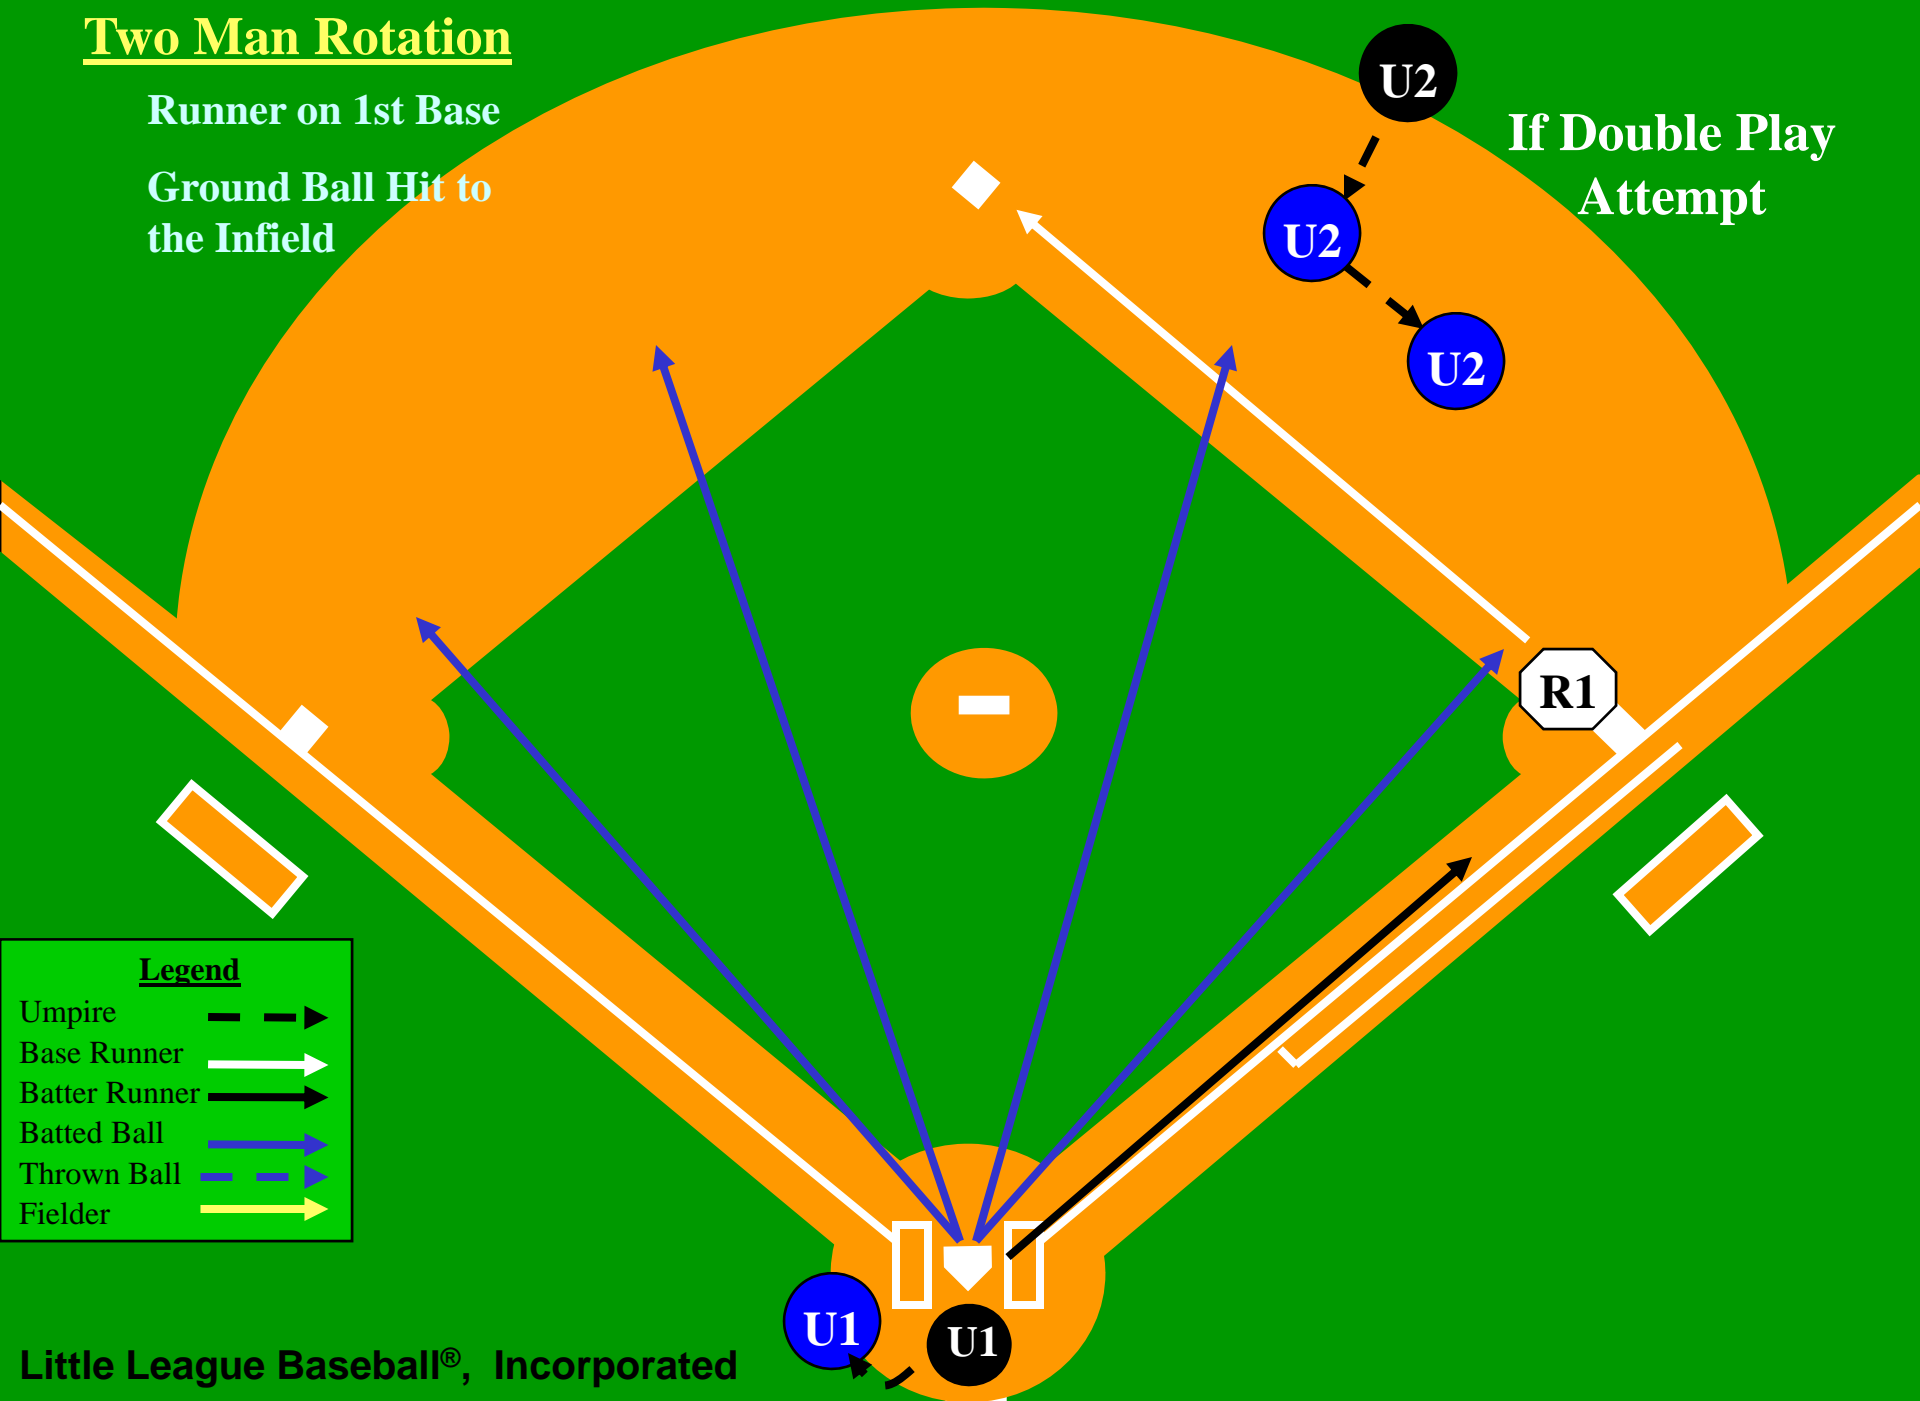 Two Man Rotation
Runner on 1st Base
Ground Ball Hit to
the Infield
U2
If Double Play
Attempt
U2
U2
R1
Legend
Umpire
Base Runner
Batter Runner
Batted Ball
Thrown Ball
Fielder
U1
U1
Little League Baseball®, Incorporated